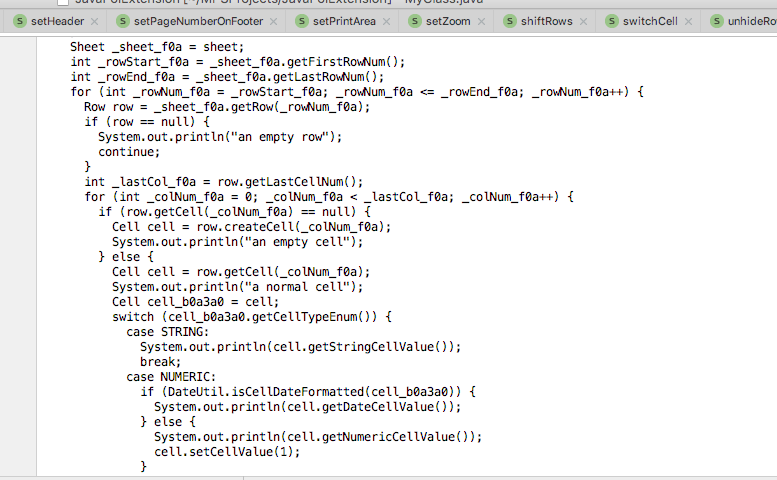 JavaPoiExtension [~/MPSProjects/JavaPoiExtension] - MyClass.java
S setHeader × S setPageNumberOnFooter × S setPrintArea × S setZoom × S shiftRows × S switchCell × S unhideRo
Sheet _sheet_f0a = sheet;
int _rowStart_f0a = _sheet_f0a.getFirstRowNum();
int _rowEnd_f0a = _sheet_f0a.getLastRowNum();
for (int _rowNum_f0a = _rowStart_f0a; _rowNum_f0a <= _rowEnd_f0a; _rowNum_f0a++) {
Row row = _sheet_f0a.getRow(_rowNum_f0a);
if (row == null) {
System.out.println("an empty row");
continue;
}
int _lastCol_f0a = row.getLastCellNum();
for (int _colNum_f0a = 0; _colNum_f0a < _lastCol_f0a; _colNum_f0a++) {
if (row.getCell(_colNum_f0a) == null) {
Cell cell = row.createCell(_colNum_f0a);
System.out.println("an empty cell");
} else {
Cell cell = row.getCell(_colNum_f0a);
System.out.println("a normal cell");
Cell cell_b0a3a0 = cell;
switch (cell_b0a3a0.getCellTypeEnum()) {
case STRING:
System.out.println(cell.getStringCellValue());
break;
case NUMERIC:
if (DateUtil.isCellDateFormatted(cell_b0a3a0)) {
System.out.println(cell.getDateCellValue());
} else {
System.out.println(cell.getNumericCellValue());
cell.setCellValue(1);
}